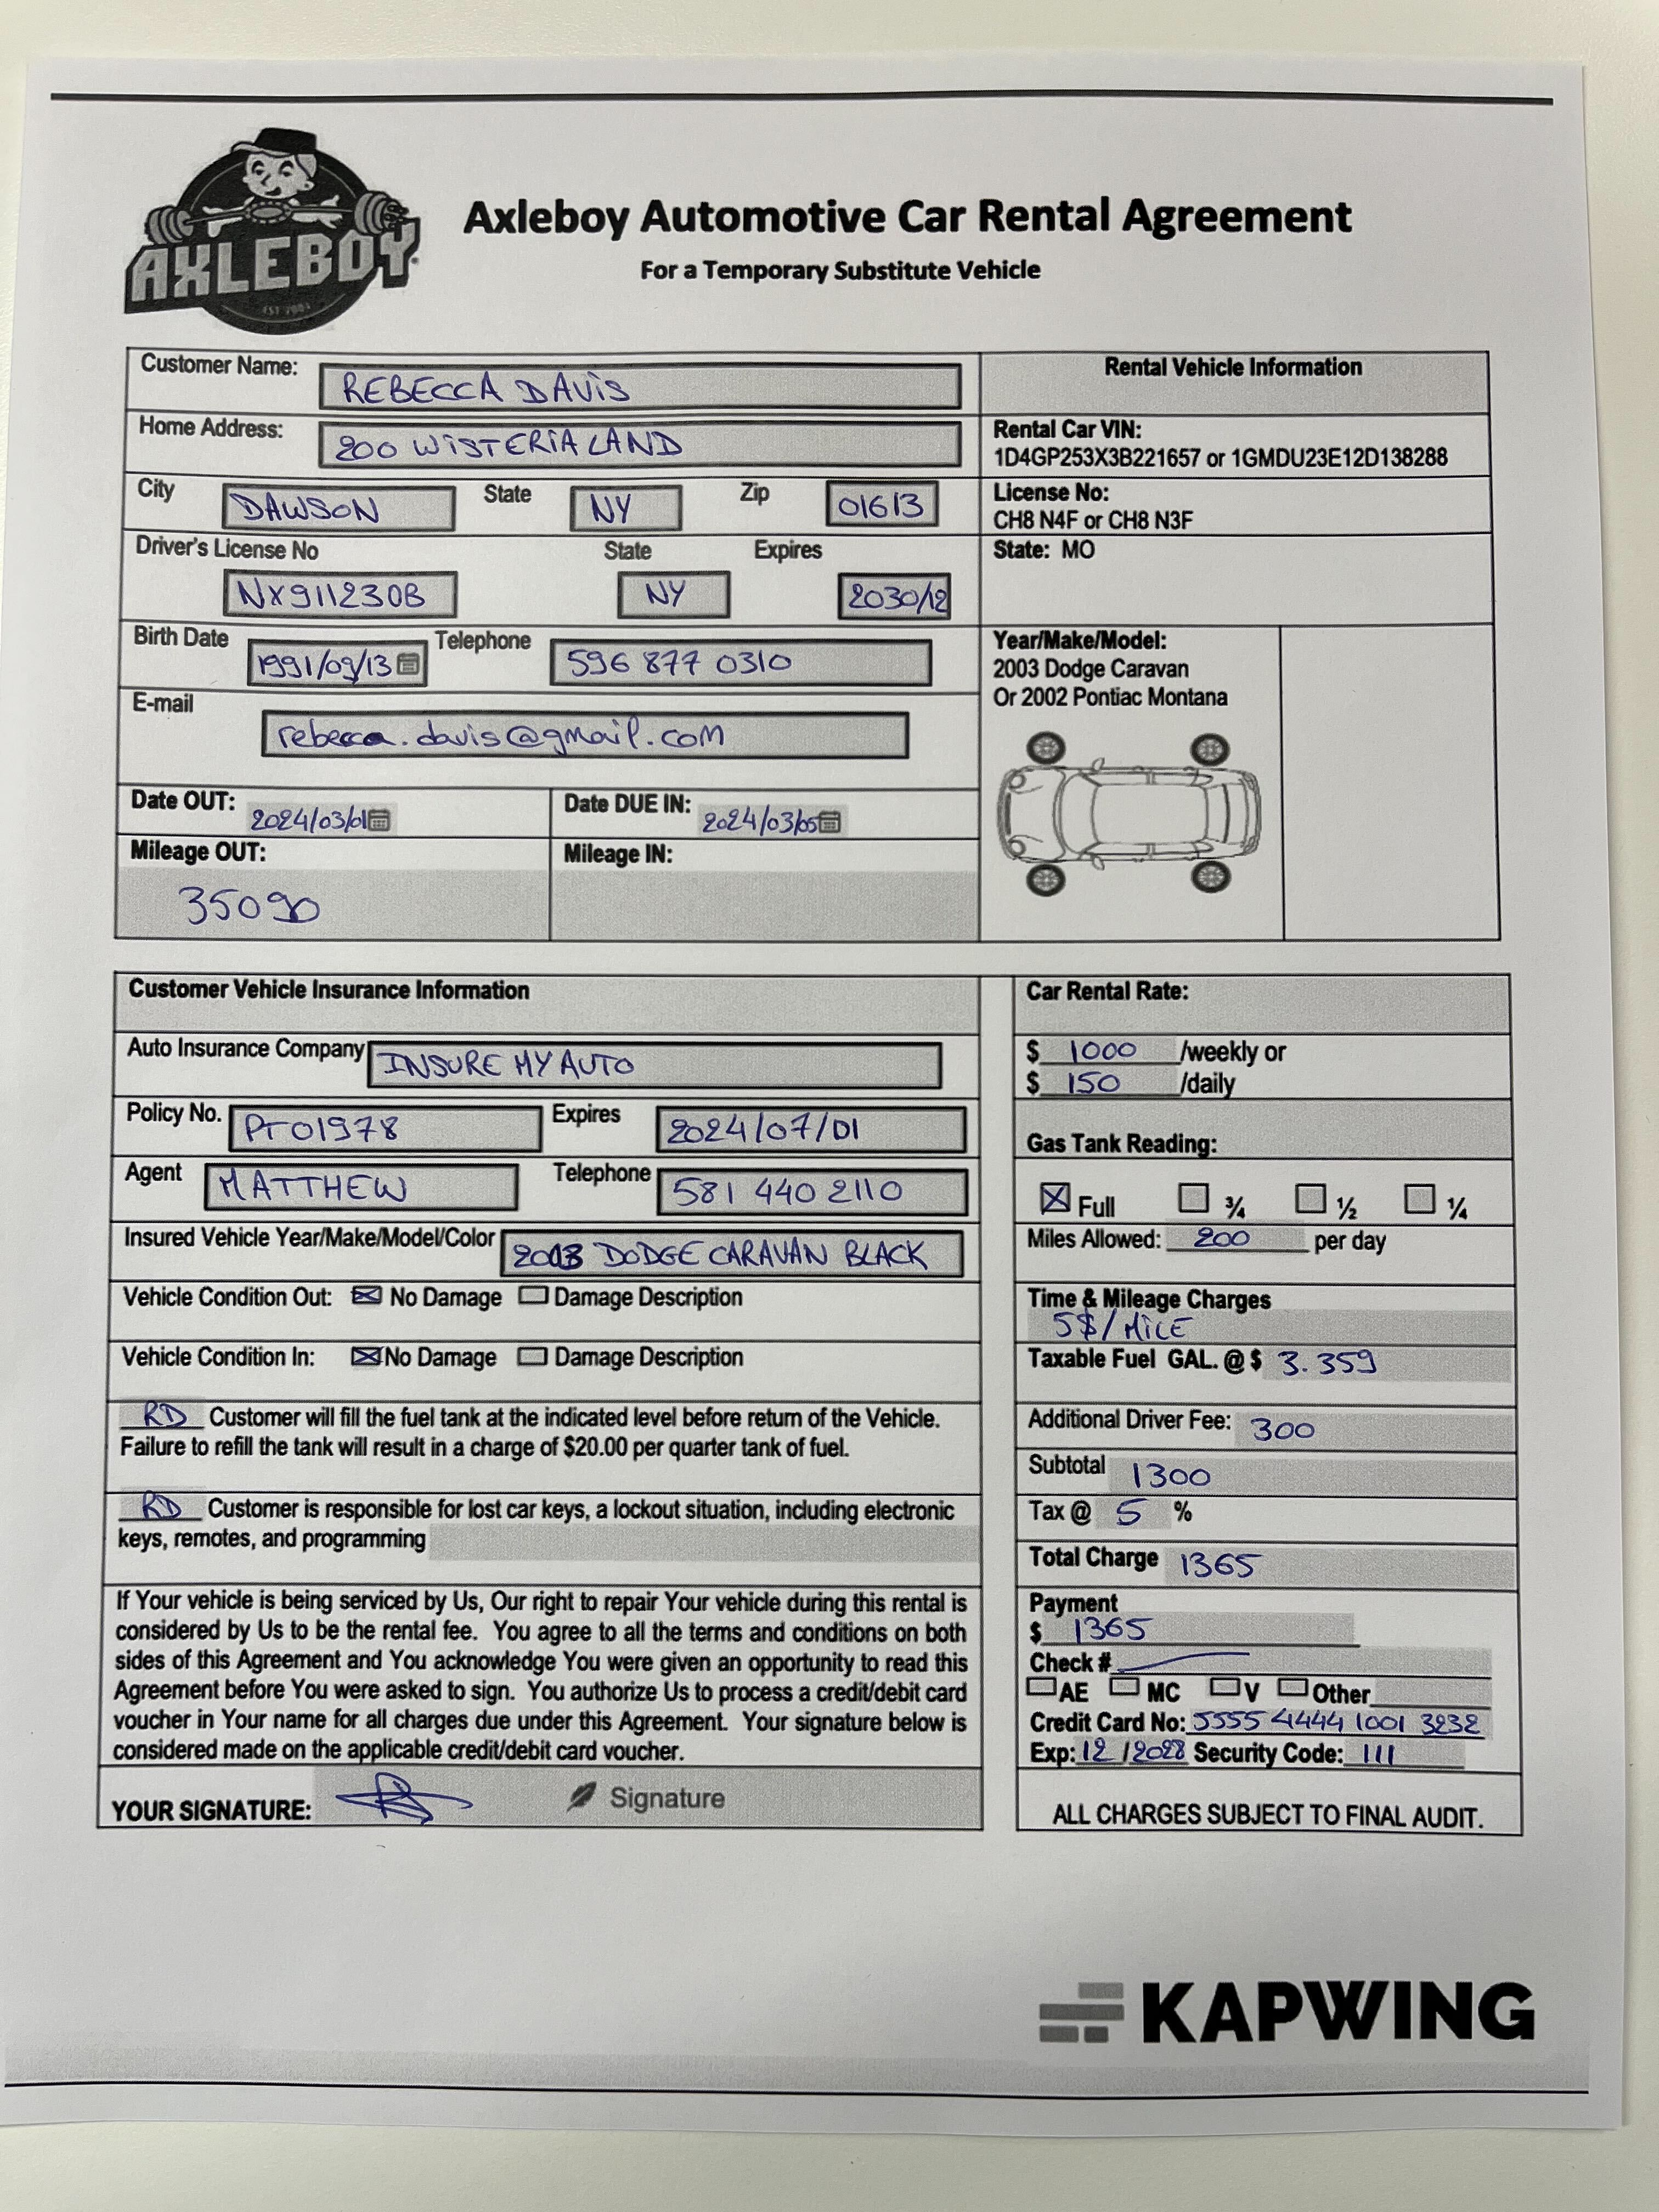 AXLEBOY
Axleboy Automotive Car Rental Agreement
For a Temporary Substitute Vehicle
Customer Name: REBECCA DAVIS
Home Address: 200 WISTERIA LAND
City DAWSON State NY Zip 01613
Driver's License No State Expires
NX911230B NY 2030/12
Birth Date 1991/09/13 Telephone 596 877 0310
E-mail
rebecca.davis@gmail.com
Date OUT: 2024/03/01 Date DUE IN: 2024/03/05
Mileage OUT: Mileage IN:
35090
Rental Vehicle Information
Rental Car VIN:
1D4GP253X3B221657 or 1GMDU23E12D138288
License No:
CH8 N4F or CH8 N3F
State: MO
Year/Make/Model:
2003 Dodge Caravan
Or 2002 Pontiac Montana
Customer Vehicle Insurance Information
Auto Insurance Company INSURE MY AUTO
Policy No. PT01978 Expires 2024/07/01
Agent MATTHEW Telephone 581 440 2110
Insured Vehicle Year/Make/Model/Color DODGE CARAVAN BLACK
Vehicle Condition Out: No Damage Damage Description
Vehicle Condition In: No Damage Damage Description
RD Customer will fill the fuel tank at the indicated level before return of the Vehicle.
Failure to refill the tank will result in a charge of $20.00 per quarter tank of fuel.
RD Customer is responsible for lost car keys, a lockout situation, including electronic
keys, remotes, and programming
If Your vehicle is being serviced by Us, Our right to repair Your vehicle during this rental is
considered by Us to be the rental fee. You agree to all the terms and conditions on both
sides of this Agreement and You acknowledge You were given an opportunity to read this
Agreement before You were asked to sign. You authorize Us to process a credit/debit card
voucher in Your name for all charges due under this Agreement. Your signature below is
considered made on the applicable credit/debit card voucher.
YOUR SIGNATURE: Signature
Car Rental Rate:
$ 1000 /weekly or
$ 150 /daily
Gas Tank Reading:
Full ¾ ½ ¼
Miles Allowed: 200 per day
Time & Mileage Charges
5$/MILE
Taxable Fuel GAL. @ $ 3.359
Additional Driver Fee: 300
Subtotal 1300
Tax @ 5 %
Total Charge 1365
Payment
$ 1365
Check #
AE MC V Other
Credit Card No: 5555 4444 1001 3232
Exp: 12 /2028 Security Code: 111
ALL CHARGES SUBJECT TO FINAL AUDIT.
KAPWING